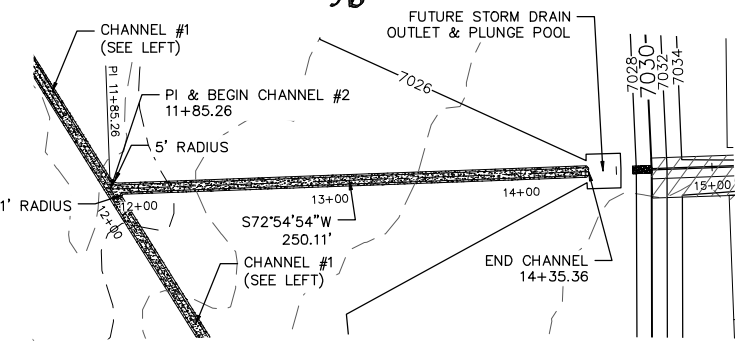 CHANNEL #1
(SEE LEFT)
FUTURE STORM DRAIN
OUTLET & PLUNGE POOL
7028
7030
7032
7034
7026
PI 11+85.26
PI & BEGIN CHANNEL #2
11+85.26
5' RADIUS
1' RADIUS
12+00
12+00
13+00
14+00
15+00
S72°54'54"W
250.11'
CHANNEL #1
(SEE LEFT)
END CHANNEL
14+35.36